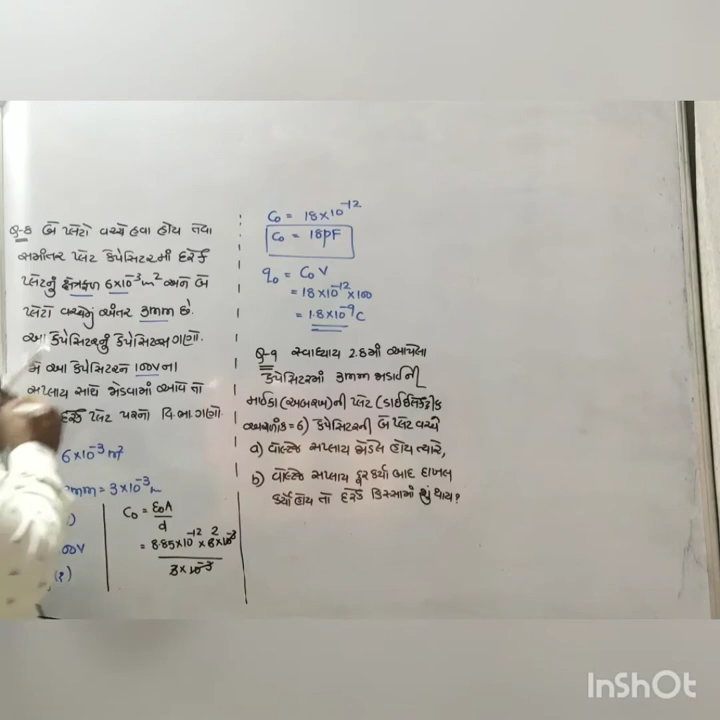 Q-8 બે પ્લેટો વચ્ચે હવા હોય તેવા
સમાંતર પ્લેટ કેપેસિટરમાં દરેક
પ્લેટનું ક્ષેત્રફળ 6×10⁻³m² અને બે
પ્લેટો વચ્ચેનું અંતર 3mm છે.
આ કેપેસિટરનું કેપેસિટન્સ ગણો.
જો આ કેપેસિટરને 100V ના
સપ્લાય સાથે જોડવામાં આવે તો
દરેક પ્લેટ પરનો વિ.ભા.ગણો.
6×10⁻³m²
mm = 3×10⁻³
00V
(?)
C₀ = ε₀A / d
= 8.85×10⁻¹² × 6×10⁻³ / 3×10⁻³
C₀ = 18×10⁻¹²
C₀ = 18pF
q₀ = C₀V
= 18×10⁻¹²×100
= 1.8×10⁻⁹C
Q-9 સ્વાધ્યાય 2.8માં આપેલા
કેપેસિટરમાં 3mm જાડાઈની
માઈકા (અબરખ)ની પ્લેટ (ડાઈઇલેક્ટ્રીક
અચળાંક=6) કેપેસિટરની બે પ્લેટ વચ્ચે
a) વોલ્ટેજ સપ્લાય જોડેલ હોય ત્યારે,
b) વોલ્ટેજ સપ્લાય દૂર કર્યા બાદ દાખલ
કર્યો હોય તો દરેક કિસ્સામાં શું થાય?
InShOt